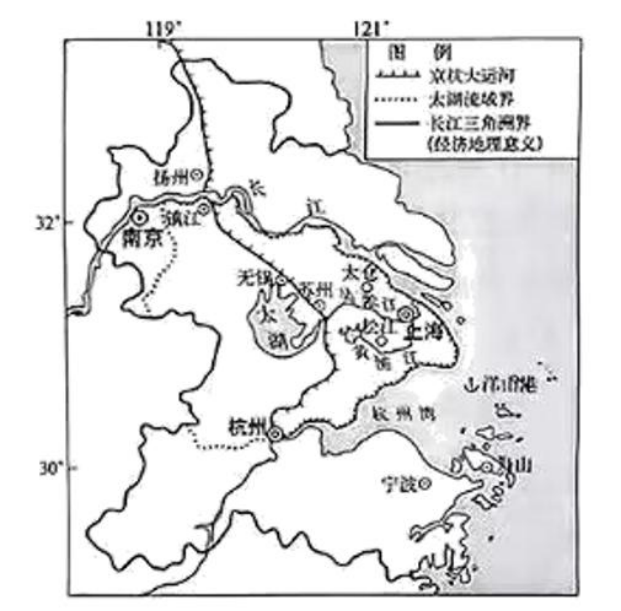 119° 121°
图 例
京杭大运河
太湖流域界
长江三角洲界
(经济地理意义)
扬州
长
江
32°
镇江
南京
无锡
苏州
太
太
湖
松江
上海
黄浦江
洋山港
杭州
杭州湾
30°
舟山
宁波